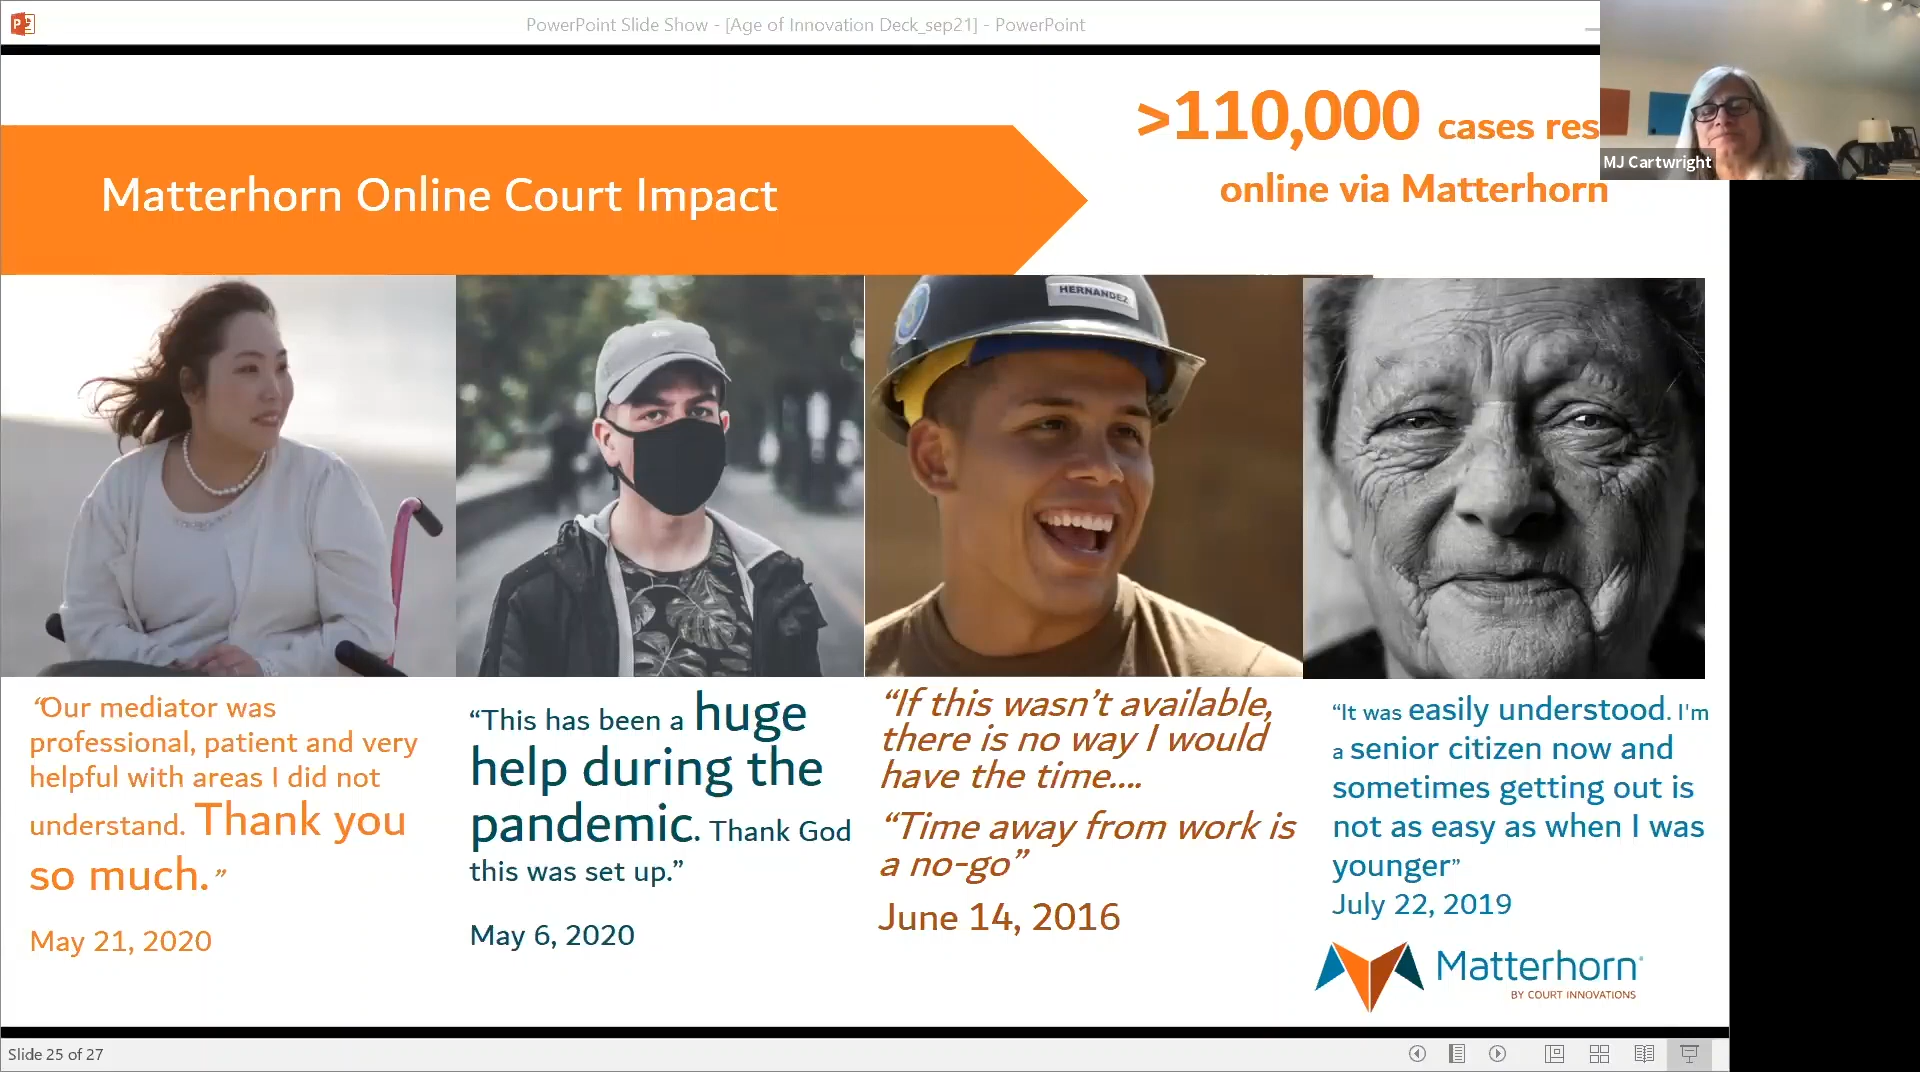 PowerPoint Slide Show - [Age of Innovation Deck_sep21] - PowerPoint
>110,000 cases res
online via Matterhorn
MJ Cartwright
Matterhorn Online Court Impact
HERNANDEZ
“Our mediator was
professional, patient and very
helpful with areas I did not
understand. Thank you
so much.”
May 21, 2020
“This has been a huge
help during the
pandemic. Thank God
this was set up.”
May 6, 2020
“If this wasn’t available,
there is no way I would
have the time....
“Time away from work is
a no-go”
June 14, 2016
“It was easily understood. I'm
a senior citizen now and
sometimes getting out is
not as easy as when I was
younger”
July 22, 2019
Matterhorn
BY COURT INNOVATIONS
Slide 25 of 27